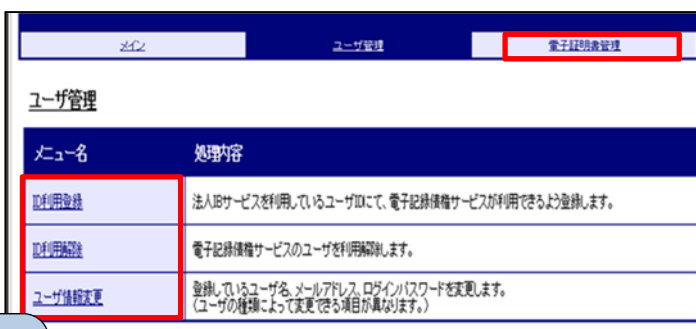 メイン
ユーザ管理
電子証明書管理
ユーザ管理
メニュー名
処理内容
ID利用登録
法人IBサービスを利用しているユーザIDにて、電子記録債権サービスが利用できるよう登録します。
ID利用解除
電子記録債権サービスのユーザを利用解除します。
ユーザ情報変更
登録しているユーザ名、メールアドレス、ログインパスワードを変更します。
（ユーザの種類によって変更できる項目が異なります。）